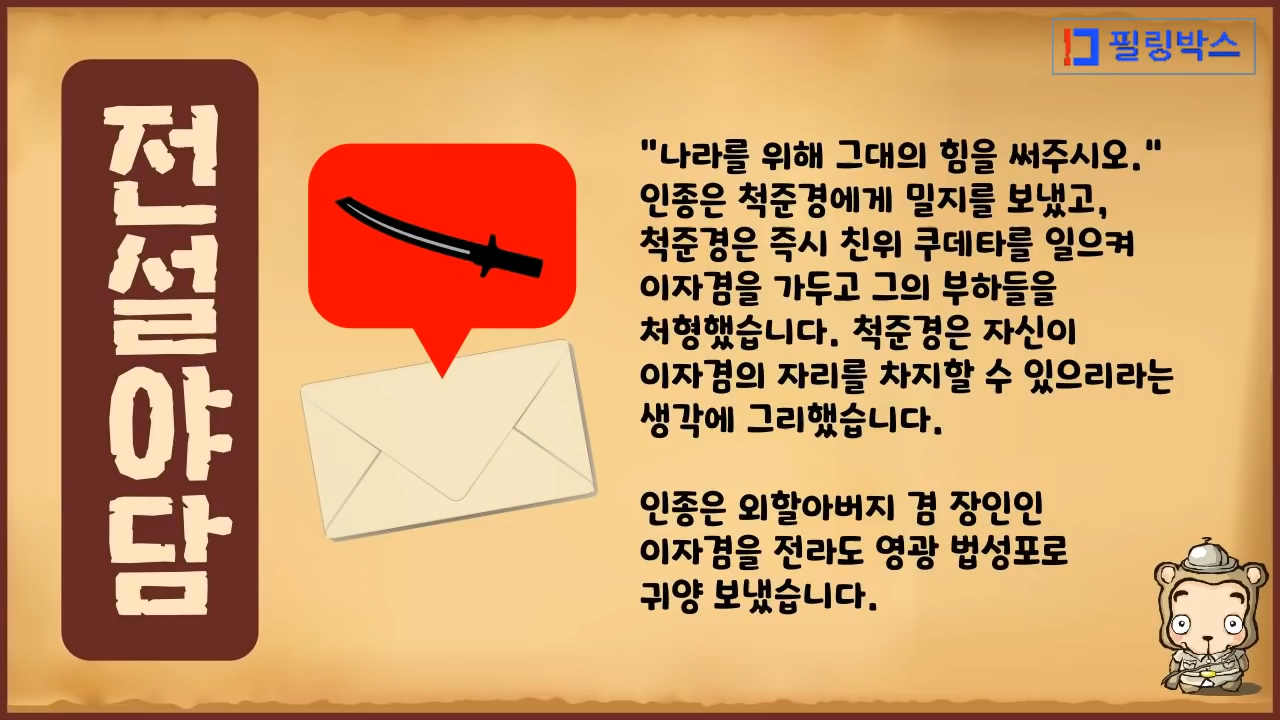 필링박스
전설야담
"나라를 위해 그대의 힘을 써주시오."
인종은 척준경에게 밀지를 보냈고,
척준경은 즉시 친위 쿠데타를 일으켜
이자겸을 가두고 그의 부하들을
처형했습니다. 척준경은 자신이
이자겸의 자리를 차지할 수 있으리라는
생각에 그리했습니다.
인종은 외할아버지 겸 장인인
이자겸을 전라도 영광 법성포로
귀양 보냈습니다.